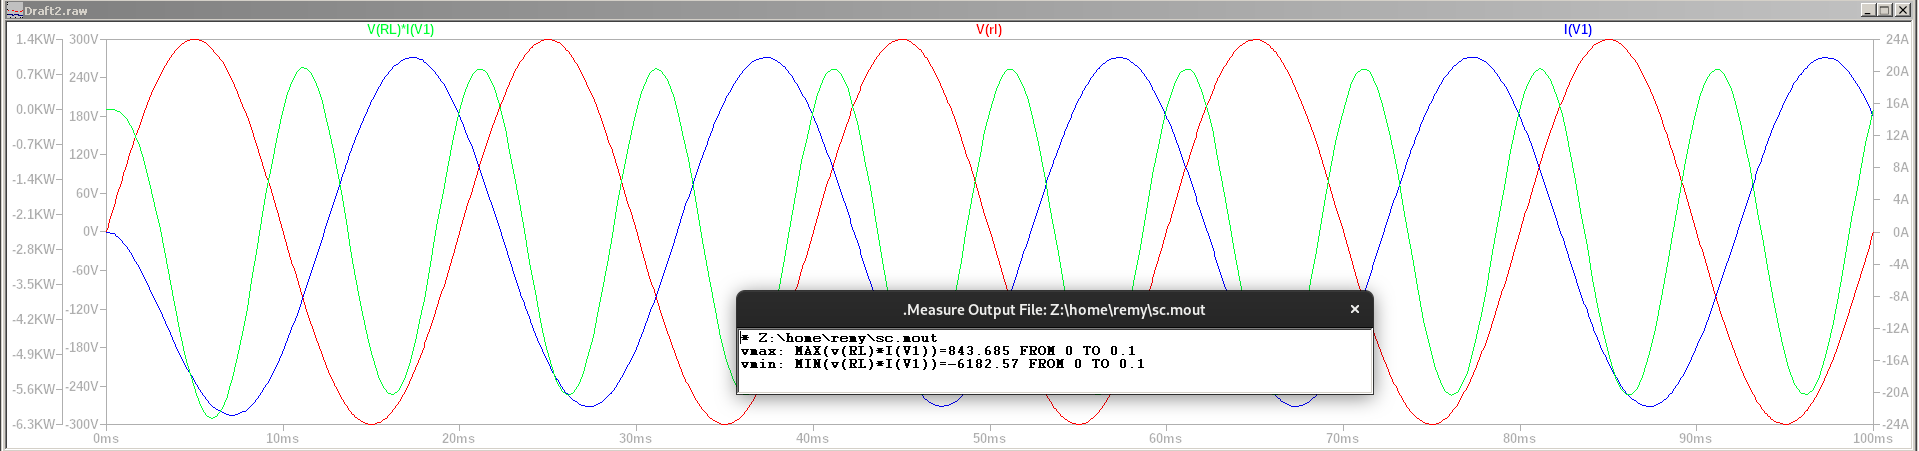 Draft2.raw
V(RL)*I(V1)
V(rl)
I(V1)
1.4KW
0.7KW
0.0KW
-0.7KW
-1.4KW
-2.1KW
-2.8KW
-3.5KW
-4.2KW
-4.9KW
-5.6KW
-6.3KW
300V
240V
180V
120V
60V
0V
-60V
-120V
-180V
-240V
-300V
24A
20A
16A
12A
8A
4A
0A
-4A
-8A
-12A
-16A
-20A
-24A
.Measure Output File: Z:\home\remy\sc.mout
* Z:\home\remy\sc.mout
vmax: MAX(v(RL)*I(V1))=843.685 FROM 0 TO 0.1
vmin: MIN(v(RL)*I(V1))=-6182.57 FROM 0 TO 0.1
0ms
10ms
20ms
30ms
40ms
50ms
60ms
70ms
80ms
90ms
100ms